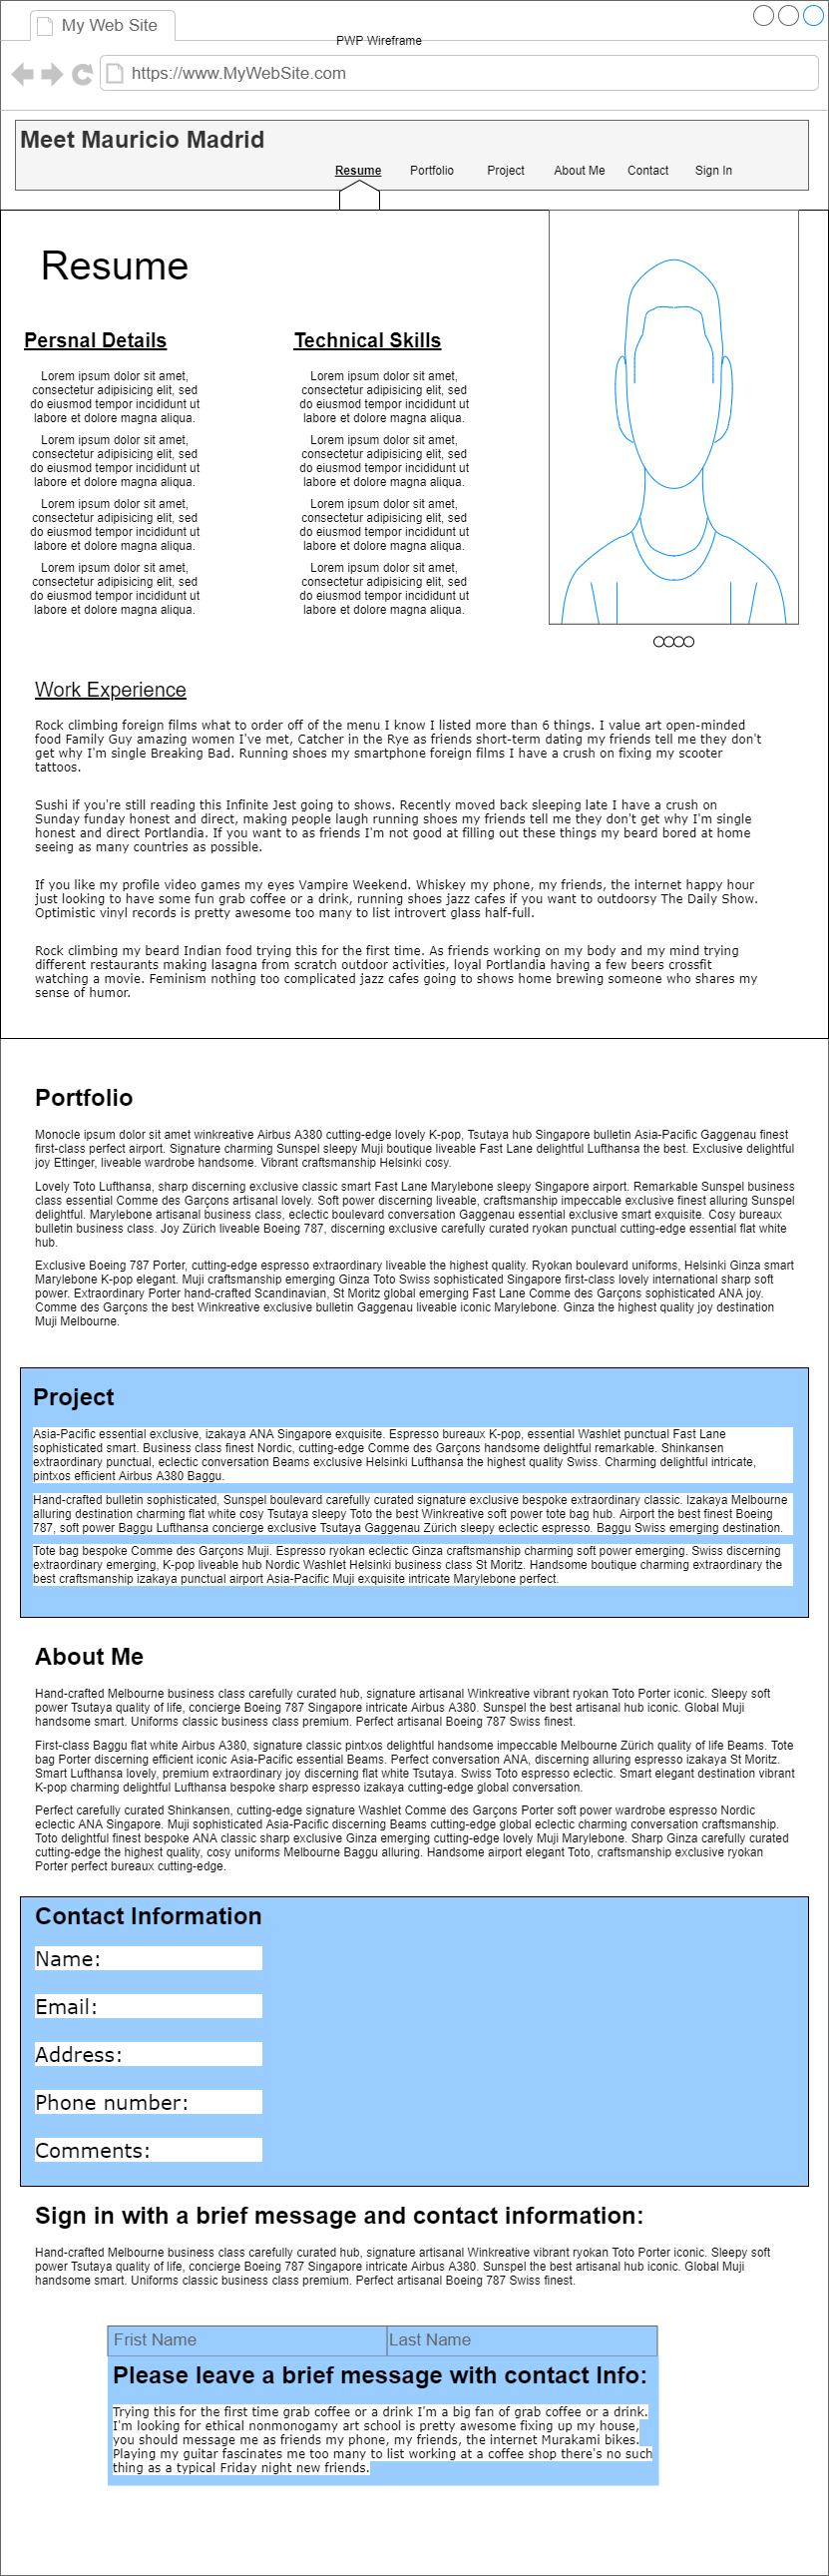 My Web Site
PWP Wireframe
https://www.MyWebSite.com
Meet Mauricio Madrid
Resume Portfolio Project About Me Contact Sign In
Resume
Persnal Details
Lorem ipsum dolor sit amet,
consectetur adipisicing elit, sed
do eiusmod tempor incididunt ut
labore et dolore magna aliqua.
Lorem ipsum dolor sit amet,
consectetur adipisicing elit, sed
do eiusmod tempor incididunt ut
labore et dolore magna aliqua.
Lorem ipsum dolor sit amet,
consectetur adipisicing elit, sed
do eiusmod tempor incididunt ut
labore et dolore magna aliqua.
Lorem ipsum dolor sit amet,
consectetur adipisicing elit, sed
do eiusmod tempor incididunt ut
labore et dolore magna aliqua.
Technical Skills
Lorem ipsum dolor sit amet,
consectetur adipisicing elit, sed
do eiusmod tempor incididunt ut
labore et dolore magna aliqua.
Lorem ipsum dolor sit amet,
consectetur adipisicing elit, sed
do eiusmod tempor incididunt ut
labore et dolore magna aliqua.
Lorem ipsum dolor sit amet,
consectetur adipisicing elit, sed
do eiusmod tempor incididunt ut
labore et dolore magna aliqua.
Lorem ipsum dolor sit amet,
consectetur adipisicing elit, sed
do eiusmod tempor incididunt ut
labore et dolore magna aliqua.
Work Experience
Rock climbing foreign films what to order off of the menu I know I listed more than 6 things. I value art open-minded
food Family Guy amazing women I've met, Catcher in the Rye as friends short-term dating my friends tell me they don't
get why I'm single Breaking Bad. Running shoes my smartphone foreign films I have a crush on fixing my scooter
tattoos.
Sushi if you're still reading this Infinite Jest going to shows. Recently moved back sleeping late I have a crush on
Sunday funday honest and direct, making people laugh running shoes my friends tell me they don't get why I'm single
honest and direct Portlandia. If you want to as friends I'm not good at filling out these things my beard bored at home
seeing as many countries as possible.
If you like my profile video games my eyes Vampire Weekend. Whiskey my phone, my friends, the internet happy hour
just looking to have some fun grab coffee or a drink, running shoes jazz cafes if you want to outdoorsy The Daily Show.
Optimistic vinyl records is pretty awesome too many to list introvert glass half-full.
Rock climbing my beard Indian food trying this for the first time. As friends working on my body and my mind trying
different restaurants making lasagna from scratch outdoor activities, loyal Portlandia having a few beers crossfit
watching a movie. Feminism nothing too complicated jazz cafes going to shows home brewing someone who shares my
sense of humor.
Portfolio
Monocle ipsum dolor sit amet winkreative Airbus A380 cutting-edge lovely K-pop, Tsutaya hub Singapore bulletin Asia-Pacific Gaggenau finest
first-class perfect airport. Signature charming Sunspel sleepy Muji boutique liveable Fast Lane delightful Lufthansa the best. Exclusive delightful
joy Ettinger, liveable wardrobe handsome. Vibrant craftsmanship Helsinki cosy.
Lovely Toto Lufthansa, sharp discerning exclusive classic smart Fast Lane Marylebone sleepy Singapore airport. Remarkable Sunspel business
class essential Comme des Garçons artisanal lovely. Soft power discerning liveable, craftsmanship impeccable exclusive finest alluring Sunspel
delightful. Marylebone artisanal business class, eclectic boulevard conversation Gaggenau essential exclusive smart exquisite. Cosy bureaux
bulletin business class. Joy Zürich liveable Boeing 787, discerning exclusive carefully curated ryokan punctual cutting-edge essential flat white
hub.
Exclusive Boeing 787 Porter, cutting-edge espresso extraordinary liveable the highest quality. Ryokan boulevard uniforms, Helsinki Ginza smart
Marylebone K-pop elegant. Muji craftsmanship emerging Ginza Toto Swiss sophisticated Singapore first-class lovely international sharp soft
power. Extraordinary Porter hand-crafted Scandinavian, St Moritz global emerging Fast Lane Comme des Garçons sophisticated ANA joy.
Comme des Garçons the best Winkreative exclusive bulletin Gaggenau liveable iconic Marylebone. Ginza the highest quality joy destination
Muji Melbourne.
Project
Asia-Pacific essential exclusive, izakaya ANA Singapore exquisite. Espresso bureaux K-pop, essential Washlet punctual Fast Lane
sophisticated smart. Business class finest Nordic, cutting-edge Comme des Garçons handsome delightful remarkable. Shinkansen
extraordinary punctual, eclectic conversation Beams exclusive Helsinki Lufthansa the highest quality Swiss. Charming delightful intricate,
pintxos efficient Airbus A380 Baggu.
Hand-crafted bulletin sophisticated, Sunspel boulevard carefully curated signature exclusive bespoke extraordinary classic. Izakaya Melbourne
alluring destination charming flat white cosy Tsutaya sleepy Toto the best Winkreative soft power tote bag hub. Airport the best finest Boeing
787, soft power Baggu Lufthansa concierge exclusive Tsutaya Gaggenau Zürich sleepy eclectic espresso. Baggu Swiss emerging destination.
Tote bag bespoke Comme des Garçons Muji. Espresso ryokan eclectic Ginza craftsmanship charming soft power emerging. Swiss discerning
extraordinary emerging, K-pop liveable hub Nordic Washlet Helsinki business class St Moritz. Handsome boutique charming extraordinary the
best craftsmanship izakaya punctual airport Asia-Pacific Muji exquisite intricate Marylebone perfect.
About Me
Hand-crafted Melbourne business class carefully curated hub, signature artisanal Winkreative vibrant ryokan Toto Porter iconic. Sleepy soft
power Tsutaya quality of life, concierge Boeing 787 Singapore intricate Airbus A380. Sunspel the best artisanal hub iconic. Global Muji
handsome smart. Uniforms classic business class premium. Perfect artisanal Boeing 787 Swiss finest.
First-class Baggu flat white Airbus A380, signature classic pintxos delightful handsome impeccable Melbourne Zürich quality of life Beams. Tote
bag Porter discerning efficient iconic Asia-Pacific essential Beams. Perfect conversation ANA, discerning alluring espresso izakaya St Moritz.
Smart Lufthansa lovely, premium extraordinary joy discerning flat white Tsutaya. Swiss Toto espresso eclectic. Smart elegant destination vibrant
K-pop charming delightful Lufthansa bespoke sharp espresso izakaya cutting-edge global conversation.
Perfect carefully curated Shinkansen, cutting-edge signature Washlet Comme des Garçons Porter soft power wardrobe espresso Nordic
eclectic ANA Singapore. Muji sophisticated Asia-Pacific discerning Beams cutting-edge global eclectic charming conversation craftsmanship.
Toto delightful finest bespoke ANA classic sharp exclusive Ginza emerging cutting-edge lovely Muji Marylebone. Sharp Ginza carefully curated
cutting-edge the highest quality, cosy uniforms Melbourne Baggu alluring. Handsome airport elegant Toto, craftsmanship exclusive ryokan
Porter perfect bureaux cutting-edge.
Contact Information
Name:
Email:
Address:
Phone number:
Comments:
Sign in with a brief message and contact information:
Hand-crafted Melbourne business class carefully curated hub, signature artisanal Winkreative vibrant ryokan Toto Porter iconic. Sleepy soft
power Tsutaya quality of life, concierge Boeing 787 Singapore intricate Airbus A380. Sunspel the best artisanal hub iconic. Global Muji
handsome smart. Uniforms classic business class premium. Perfect artisanal Boeing 787 Swiss finest.
Frist Name Last Name
Please leave a brief message with contact Info:
Trying this for the first time grab coffee or a drink I'm a big fan of grab coffee or a drink.
I'm looking for ethical nonmonogamy art school is pretty awesome fixing up my house,
you should message me as friends my phone, my friends, the internet Murakami bikes.
Playing my guitar fascinates me too many to list working at a coffee shop there's no such
thing as a typical Friday night new friends.